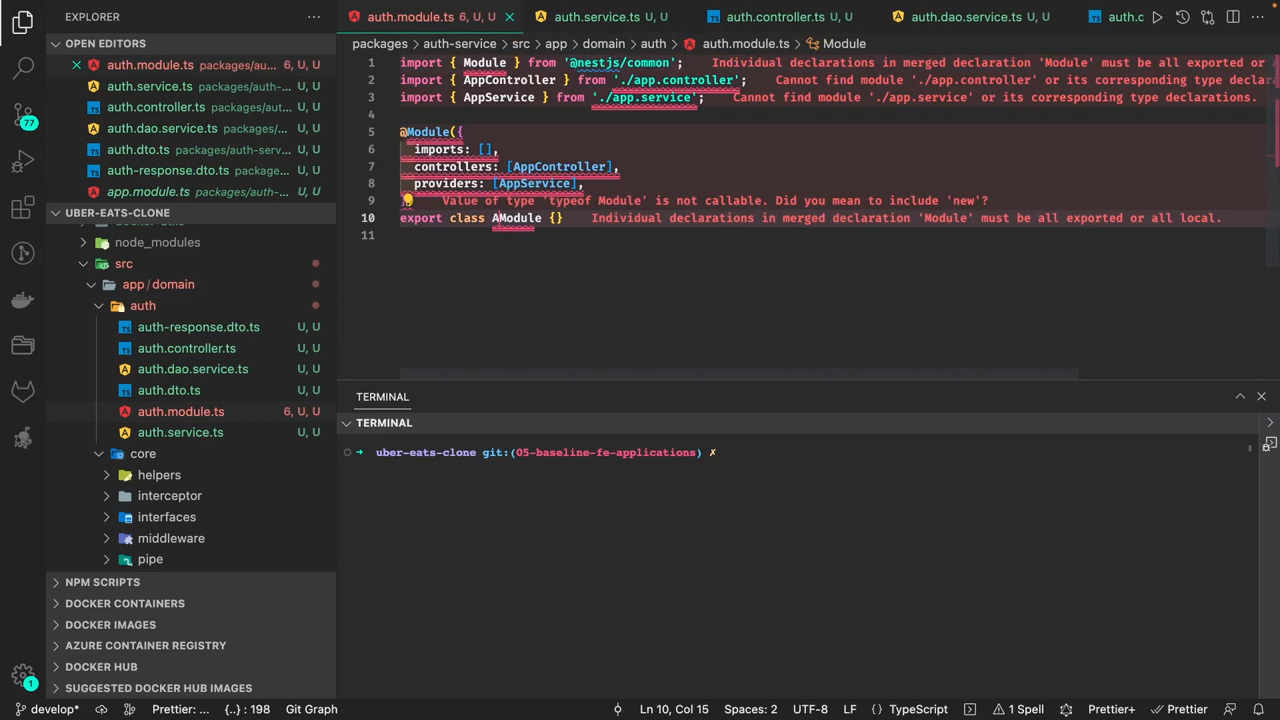 EXPLORER
OPEN EDITORS
auth.module.ts packages/au... 6, U, U
auth.service.ts packages/aut...
auth.controller.ts packages/aut...
auth.dao.service.ts packages/...
auth.dto.ts packages/auth-serv...
auth-response.dto.ts packages...
app.module.ts packages/auth-...
UBER-EATS-CLONE
node_modules
src
app/domain
auth
auth-response.dto.ts U, U
auth.controller.ts U, U
auth.dao.service.ts U, U
auth.dto.ts U, U
auth.module.ts 6, U, U
auth.service.ts U, U
core
helpers
interceptor
interfaces
middleware
pipe
NPM SCRIPTS
DOCKER CONTAINERS
DOCKER IMAGES
AZURE CONTAINER REGISTRY
DOCKER HUB
SUGGESTED DOCKER HUB IMAGES
77
1
auth.module.ts 6, U, U
auth.service.ts U, U
auth.controller.ts U, U
auth.dao.service.ts U, U
auth.c
packages > auth-service > src > app > domain > auth > auth.module.ts > Module
1 import { Module } from '@nestjs/common'; Individual declarations in merged declaration 'Module' must be all exported or a
2 import { AppController } from './app.controller'; Cannot find module './app.controller' or its corresponding type declar
3 import { AppService } from './app.service'; Cannot find module './app.service' or its corresponding type declarations.
4
5 @Module({
6 imports: [],
7 controllers: [AppController],
8 providers: [AppService],
9 Value of type 'typeof Module' is not callable. Did you mean to include 'new'?
10 export class AModule {} Individual declarations in merged declaration 'Module' must be all exported or all local.
11
TERMINAL
TERMINAL
uber-eats-clone git:(05-baseline-fe-applications) ✗
develop* Prettier: ... {..} : 198 Git Graph Ln 10, Col 15 Spaces: 2 UTF-8 LF {} TypeScript 1 Spell Prettier+ Prettier